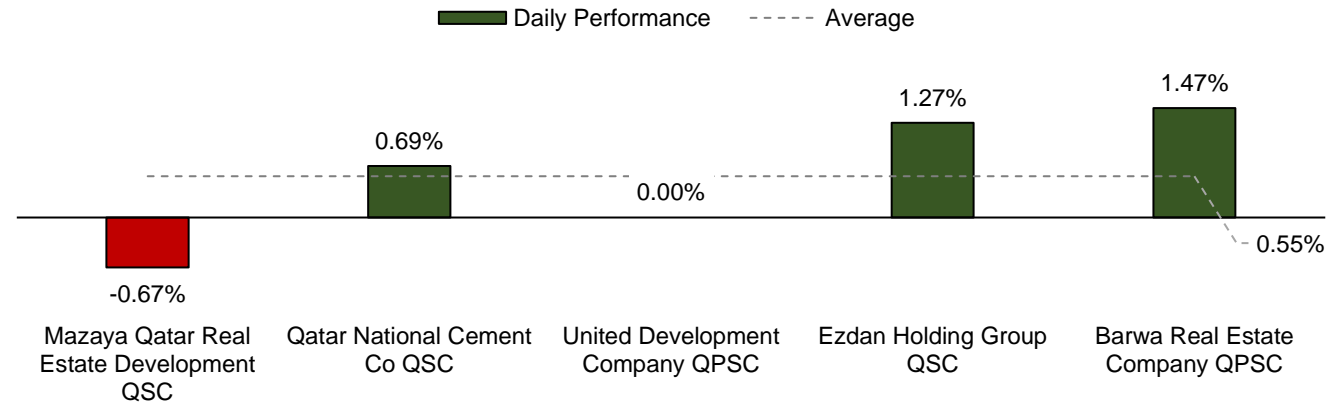 Daily Performance
Average
-0.67%
0.69%
0.00%
1.27%
1.47%
0.55%
Mazaya Qatar Real
Estate Development
QSC
Qatar National Cement
Co QSC
United Development
Company QPSC
Ezdan Holding Group
QSC
Barwa Real Estate
Company QPSC